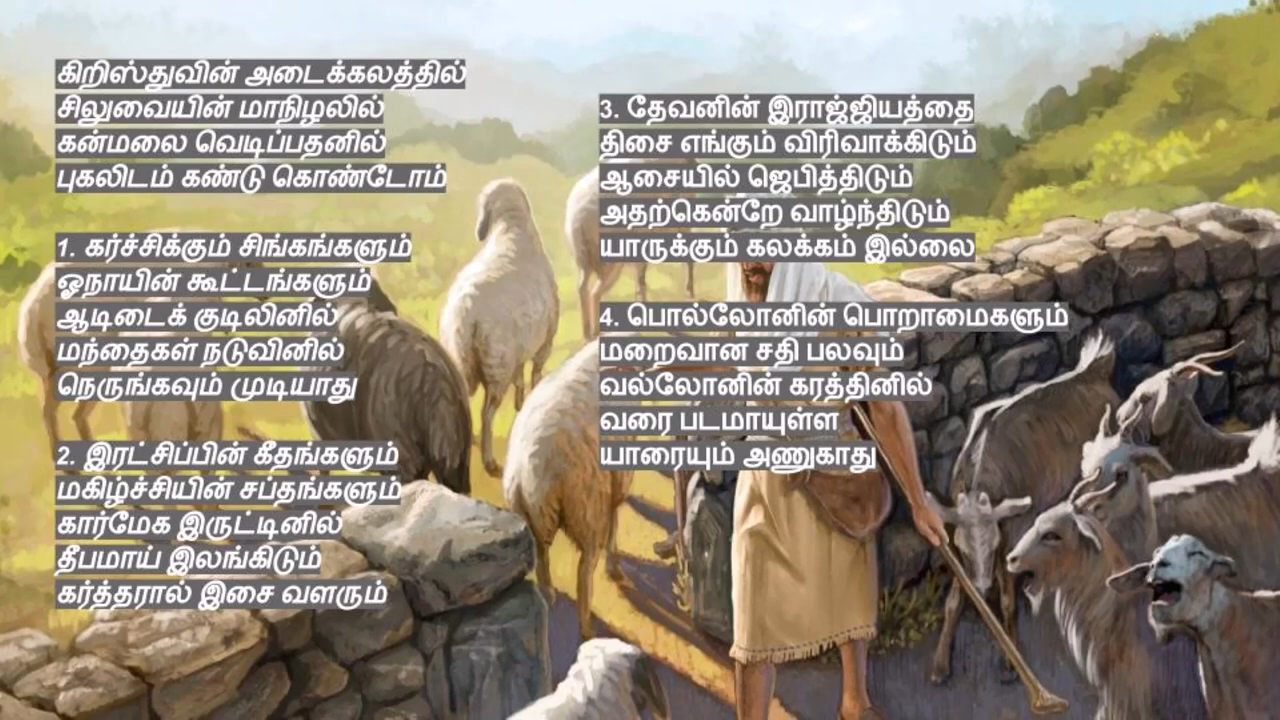 கிறிஸ்துவின் அடைக்கலத்தில்
சிலுவையின் மாநிழலில்
கன்மலை வெடிப்பதனில்
புகலிடம் கண்டு கொண்டோம்
1. கர்ச்சிக்கும் சிங்கங்களும்
ஓநாயின் கூட்டங்களும்
ஆடிடைக் குடிலினில்
மந்தைகள் நடுவினில்
நெருங்கவும் முடியாது
2. இரட்சிப்பின் கீதங்களும்
மகிழ்ச்சியின் சப்தங்களும்
கார்மேக இருட்டினில்
தீபமாய் இலங்கிடும்
கர்த்தரால் இசை வளரும்
3. தேவனின் இராஜ்ஜியத்தை
திசை எங்கும் விரிவாக்கிடும்
ஆசையில் ஜெபித்திடும்
அதற்கென்றே வாழ்ந்திடும்
யாருக்கும் கலக்கம் இல்லை
4. பொல்லோனின் பொறாமைகளும்
மறைவான சதி பலவும்
வல்லோனின் கரத்தினில்
வரை படமாயுள்ள
யாரையும் அணுகாது